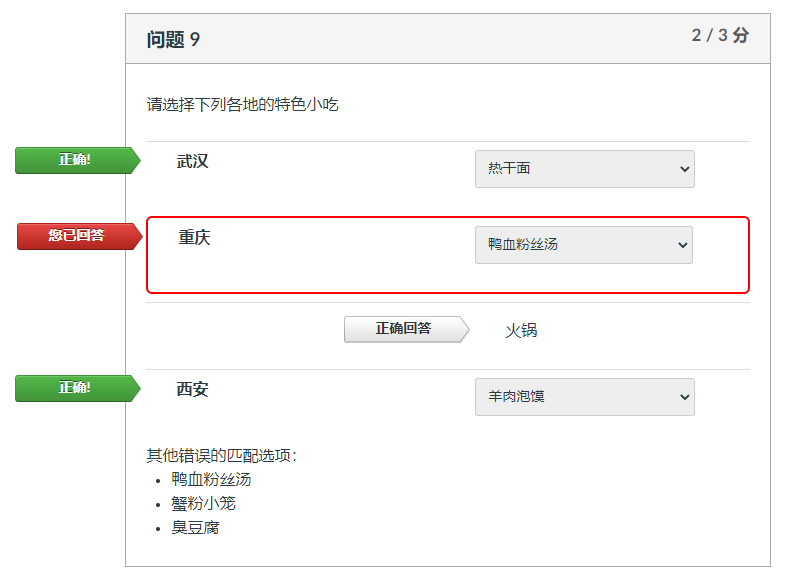 问题 9
2 / 3 分
请选择下列各地的特色小吃
正确!
武汉
热干面
您已回答
重庆
鸭血粉丝汤
正确回答
火锅
正确!
西安
羊肉泡馍
其他错误的匹配选项：
• 鸭血粉丝汤
• 蟹粉小笼
• 臭豆腐